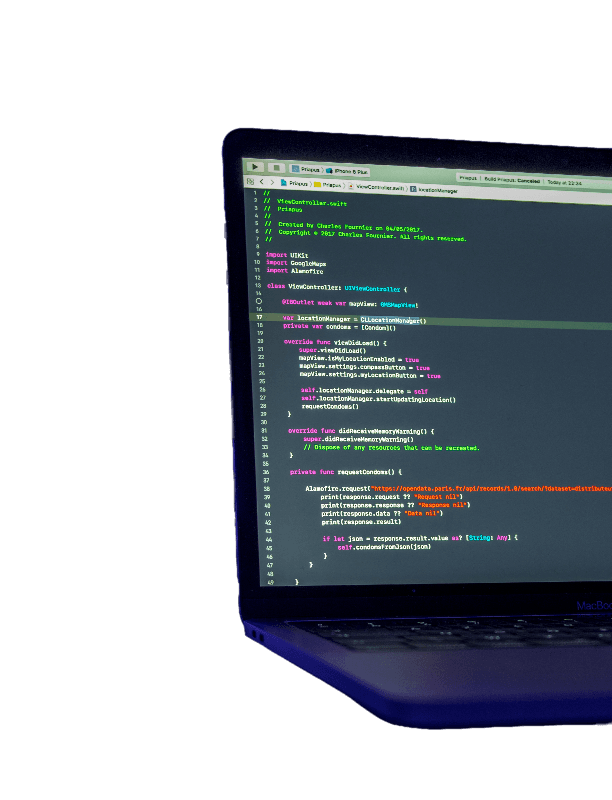 Priapus iPhone 6 Plus
Priapus | Build Priapus: Canceled | Today at 22:24
Priapus Priapus ViewController.swift locationManager
1 //
2 // ViewController.swift
3 // Priapus
4 //
5 // Created by Charles Fournier on 04/05/2017.
6 // Copyright © 2017 Charles Fournier. All rights reserved.
7 //
8
9 import UIKit
10 import GoogleMaps
11 import Alamofire
12
13 class ViewController: UIViewController {
14
@IBOutlet weak var mapView: GMSMapView!
16
17 var locationManager = CLLocationManager()
18 private var condoms = [Condom]()
19
20 override func viewDidLoad() {
21 super.viewDidLoad()
22 mapView.isMyLocationEnabled = true
23 mapView.settings.compassButton = true
24 mapView.settings.myLocationButton = true
25
26 self.locationManager.delegate = self
27 self.locationManager.startUpdatingLocation()
28 requestCondoms()
29 }
30
31 override func didReceiveMemoryWarning() {
32 super.didReceiveMemoryWarning()
33 // Dispose of any resources that can be recreated.
34 }
35
36 private func requestCondoms() {
37
38 Alamofire.request("https://opendata.paris.fr/api/records/1.0/search/?dataset=distributeu
39 print(response.request ?? "Request nil")
40 print(response.response ?? "Response nil")
41 print(response.data ?? "Data nil")
42 print(response.result)
43
44 if let json = response.result.value as? [String: Any] {
45 self.condomsFromJson(json)
46 }
47 }
48
49 }
MacBoo